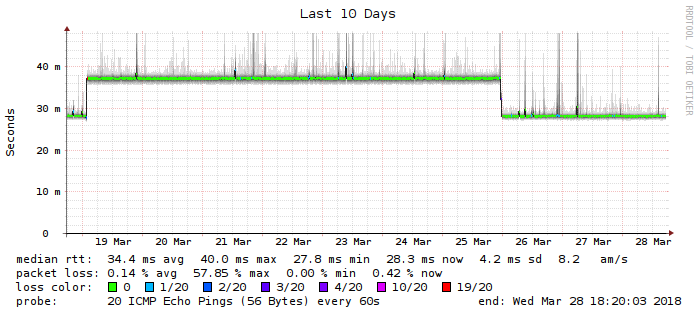 Last 10 Days
RRDTOOL / TOBI OETIKER
Seconds
40 m
30 m
20 m
10 m
0
19 Mar 20 Mar 21 Mar 22 Mar 23 Mar 24 Mar 25 Mar 26 Mar 27 Mar 28 Mar
median rtt: 34.4 ms avg 40.0 ms max 27.8 ms min 28.3 ms now 4.2 ms sd 8.2 am/s
packet loss: 0.14 % avg 57.85 % max 0.00 % min 0.42 % now
loss color: 0 1/20 2/20 3/20 4/20 10/20 19/20
probe: 20 ICMP Echo Pings (56 Bytes) every 60s end: Wed Mar 28 18:20:03 2018